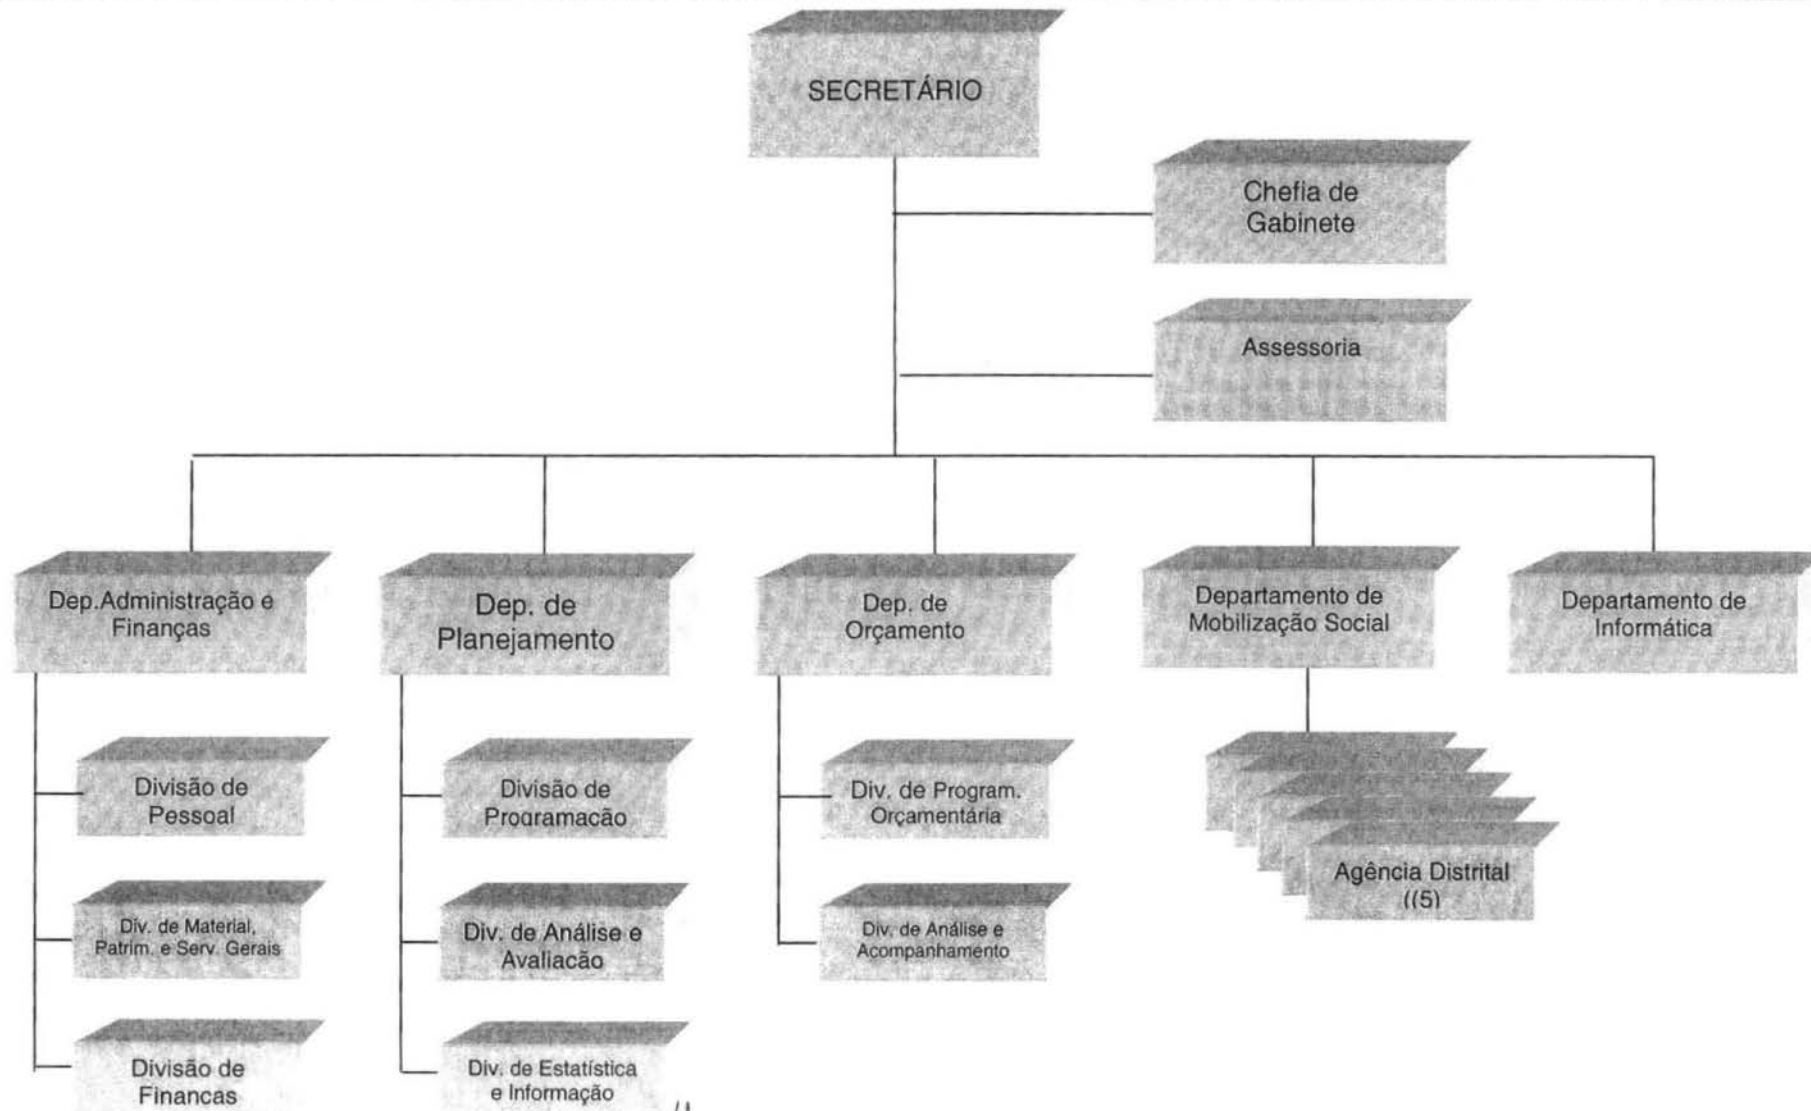 SECRETÁRIO
Chefia de
Gabinete
Assessoria
Dep.Administração e
Finanças
Dep. de
Planejamento
Dep. de
Orçamento
Departamento de
Mobilização Social
Departamento de
Informática
Divisão de
Pessoal
Divisão de
Programação
Div. de Program.
Orçamentária
Agência Distrital
((5)
Div. de Material,
Patrim. e Serv. Gerais
Div. de Análise e
Avaliação
Div. de Análise e
Acompanhamento
Divisão de
Finanças
Div. de Estatística
e Informação